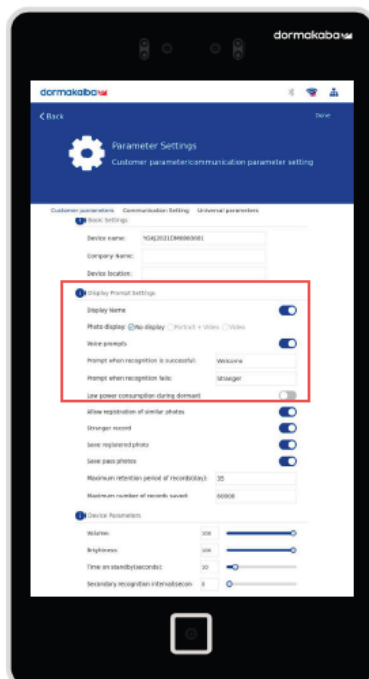 dormakaba
dormakaba
Back
Done
Parameter Settings
Customer parameter/communication parameter setting
Customer parameters Communication Setting Universal parameters
Basic Settings
Device name:
Company Name:
Device location:
Display Prompt Settings
Display Name
Photo display: No display Portrait + Video Video
Voice prompts
Prompt when recognition is successful: Welcome
Prompt when recognition fails: Stranger
Low power consumption during dormant
Allow registration of similar photos
Stranger record
Save registered photo
Save pass photos
Maximum retention period of records(day): 35
Maximum number of records saved: 60000
Device Parameters
Volume: 100
Brightness 100
Time on standby(seconds): 10
Secondary recognition interval(secon 0